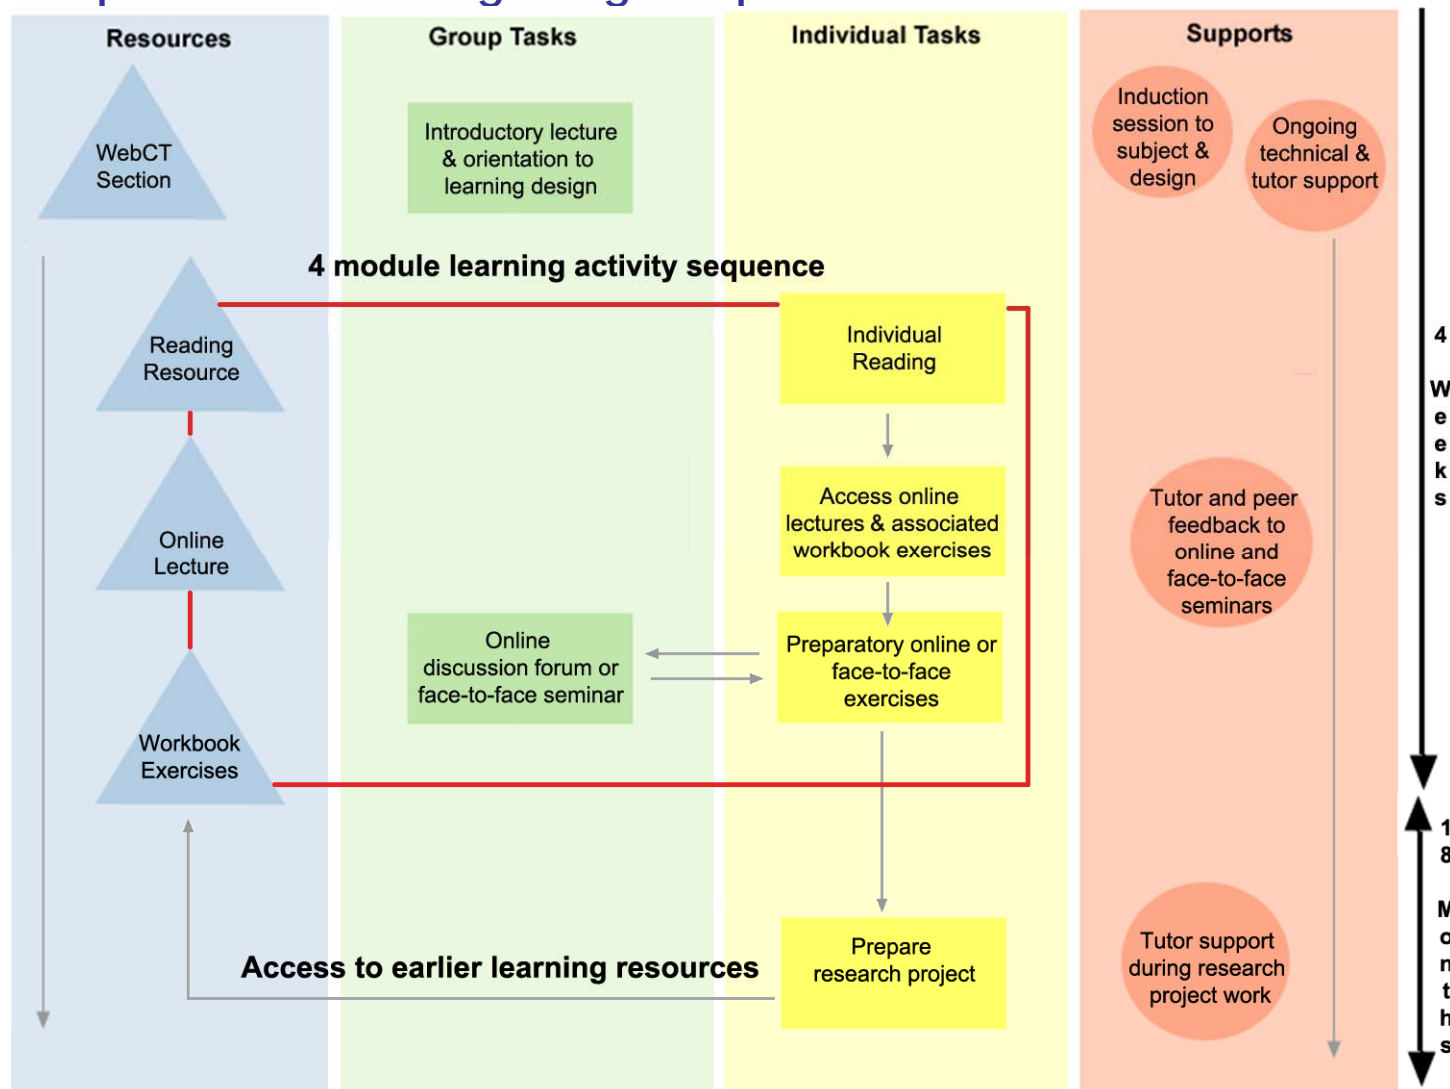 Resources
Group Tasks
Individual Tasks
Supports
WebCT
Section
Introductory lecture
& orientation to
learning design
Induction
session to
subject &
design
Ongoing
technical &
tutor support
4 module learning activity sequence
Reading
Resource
Individual
Reading
4
Weeks
Online
Lecture
Access online
lectures & associated
workbook exercises
Tutor and peer
feedback to
online and
face-to-face
seminars
Online
discussion forum or
face-to-face seminar
Preparatory online or
face-to-face
exercises
Workbook
Exercises
18
Months
Access to earlier learning resources
Prepare
research project
Tutor support
during research
project work